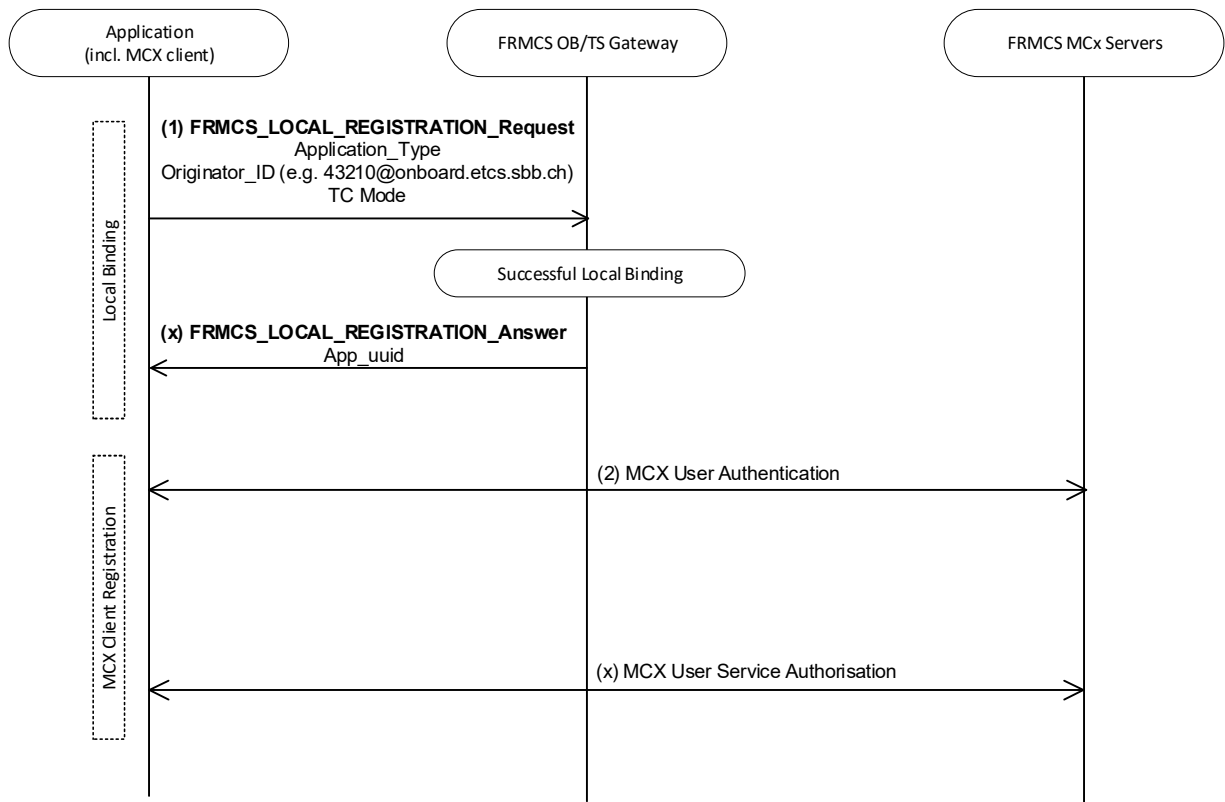 Application
(incl. MCX client)
FRMCS OB/TS Gateway
FRMCS MCx Servers
(1) FRMCS_LOCAL_REGISTRATION_Request
Application_Type
Originator_ID (e.g. 43210@onboard.etcs.sbb.ch)
TC Mode
Local Binding
Successful Local Binding
(x) FRMCS_LOCAL_REGISTRATION_Answer
App_uuid
(2) MCX User Authentication
MCX Client Registration
(x) MCX User Service Authorisation